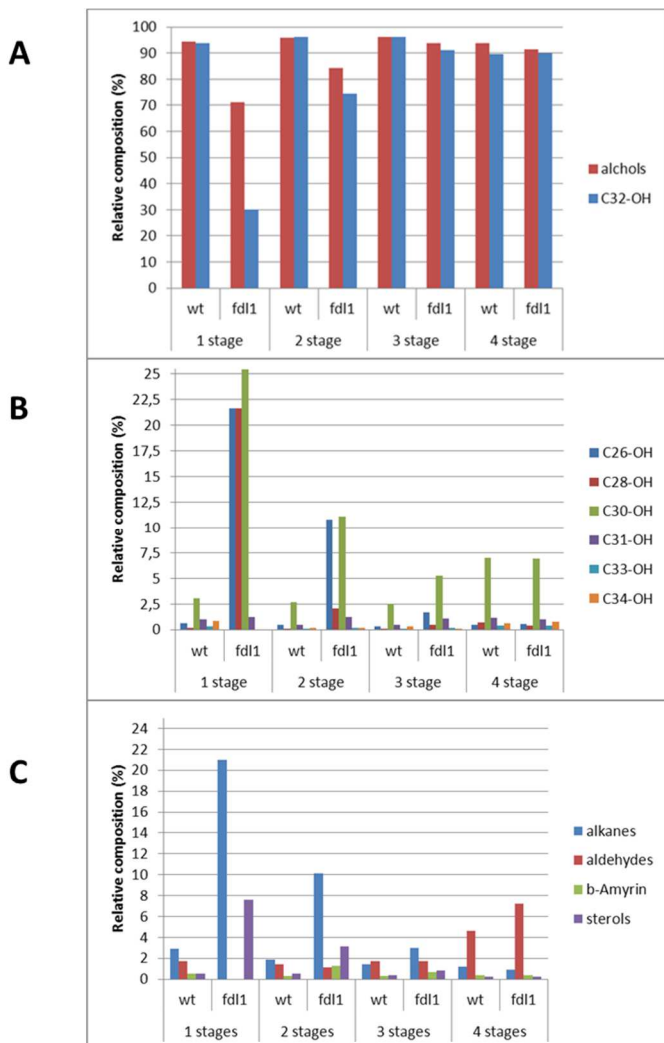 A
Relative composition (%)
100
90
80
70
60
50
40
30
20
10
0
wt fdl1 wt fdl1 wt fdl1 wt fdl1
1 stage 2 stage 3 stage 4 stage
alchols
C32-OH
B
Relative composition (%)
25
22,5
20
17,5
15
12,5
10
7,5
5
2,5
0
wt fdl1 wt fdl1 wt fdl1 wt fdl1
1 stage 2 stage 3 stage 4 stage
C26-OH
C28-OH
C30-OH
C31-OH
C33-OH
C34-OH
C
Relative composition (%)
24
22
20
18
16
14
12
10
8
6
4
2
0
wt fdl1 wt fdl1 wt fdl1 wt fdl1
1 stages 2 stages 3 stages 4 stages
alkanes
aldehydes
b-Amyrin
sterols